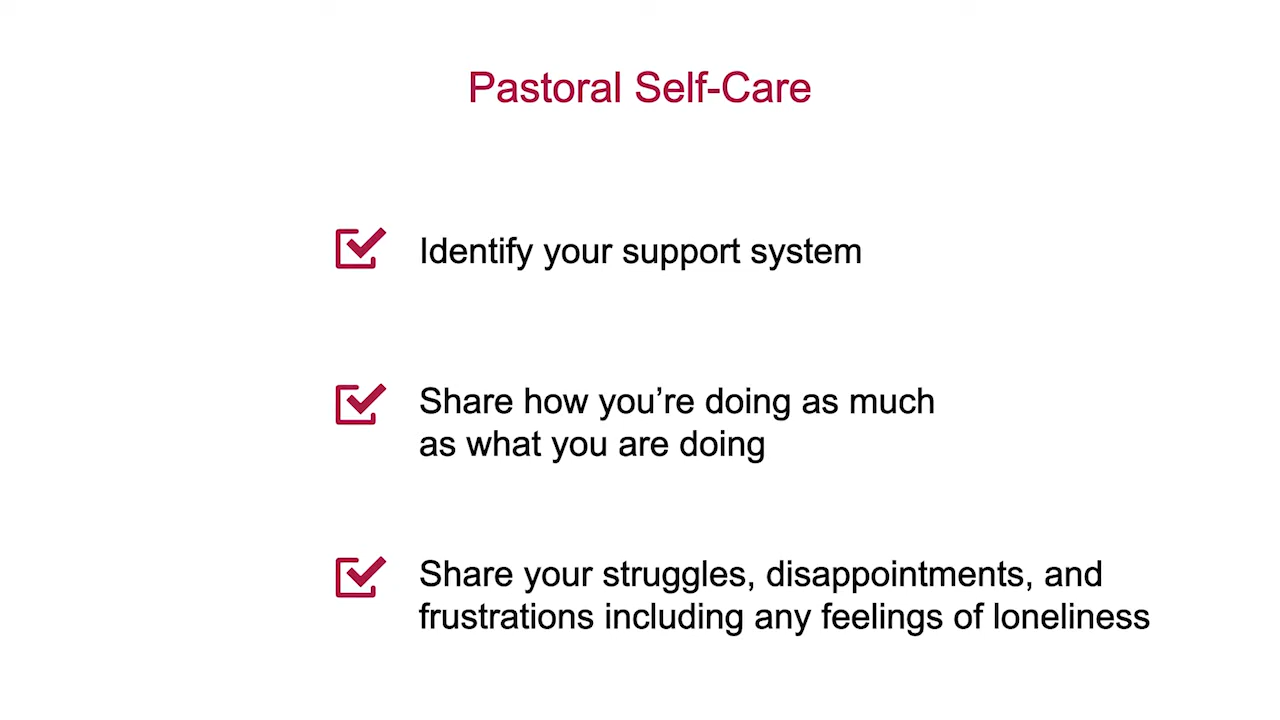 Pastoral Self-Care
Identify your support system
Share how you’re doing as much
as what you are doing
Share your struggles, disappointments, and
frustrations including any feelings of loneliness